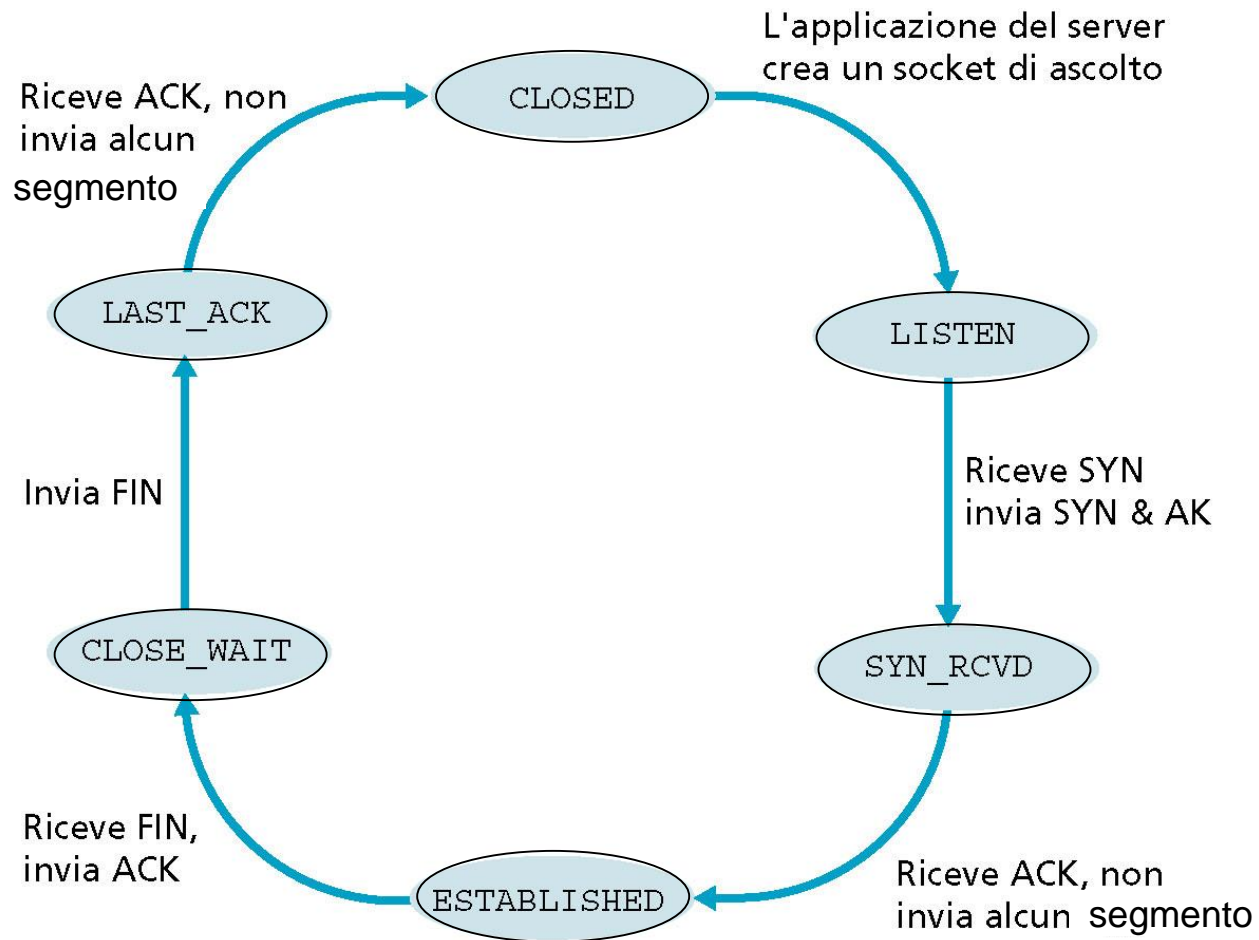 L'applicazione del server
crea un socket di ascolto
CLOSED
Riceve ACK, non
invia alcun
segmento
LAST_ACK
LISTEN
Riceve SYN
invia SYN & AK
Invia FIN
CLOSE_WAIT
SYN_RCVD
Riceve FIN,
invia ACK
ESTABLISHED
Riceve ACK, non
invia alcun segmento